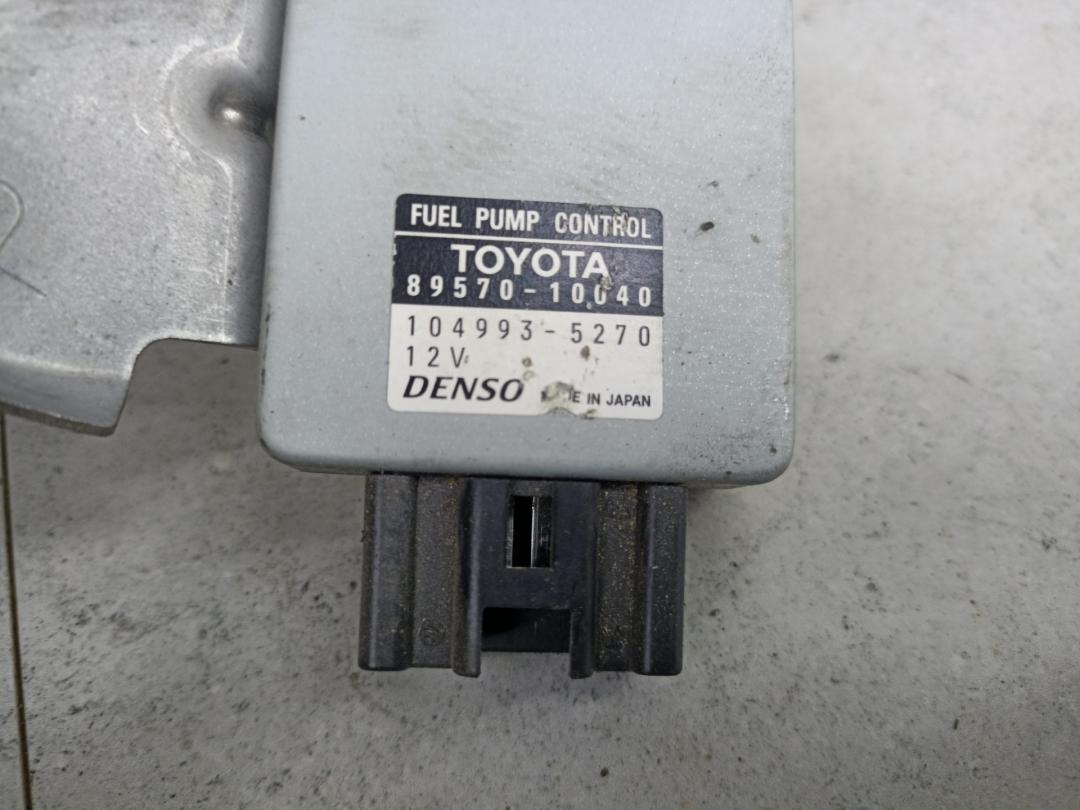 FUEL PUMP CONTROL
TOYOTA
89570-10040
104993-5270
12V
DENSO
IN JAPAN